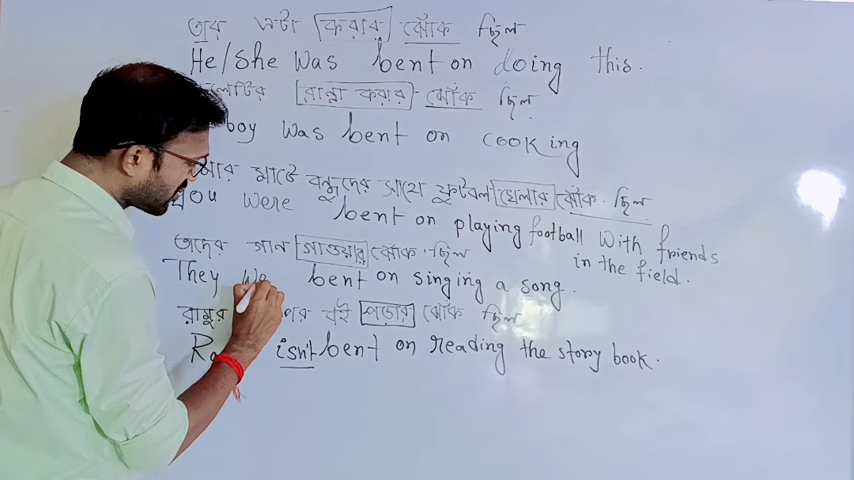 তার ওটা করার ঝোঁক ছিল
He/she was bent on doing this.
রান্না করার ঝোঁক ছিল
boy was bent on cooking
মাঠে বন্ধুদের সাথে ফুটবল খেলার ঝোঁক ছিল
You were bent on playing football with friends
in the field.
তাদের গান গাওয়ার ঝোঁক ছিল
They we bent on singing a song.
রামুর বই পড়ার ঝোঁক ছিল
isn't bent on reading the story book.